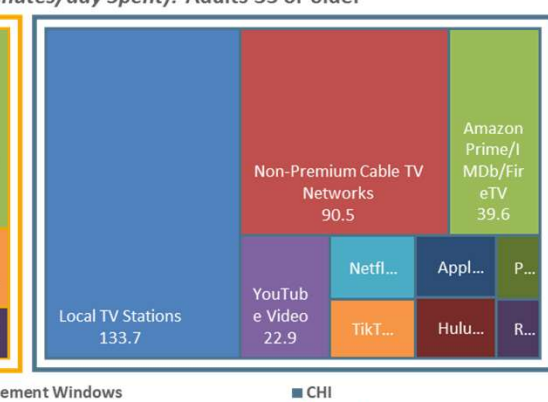 Minutes/day Spent): Adults 35 or older
Local TV Stations
133.7
Non-Premium Cable TV
Networks
90.5
Amazon
Prime/I
MDb/Fir
eTV
39.6
YouTub
e Video
22.9
Netfl...
TikT...
Appl...
Hulu...
P...
R...
ement Windows
CHI